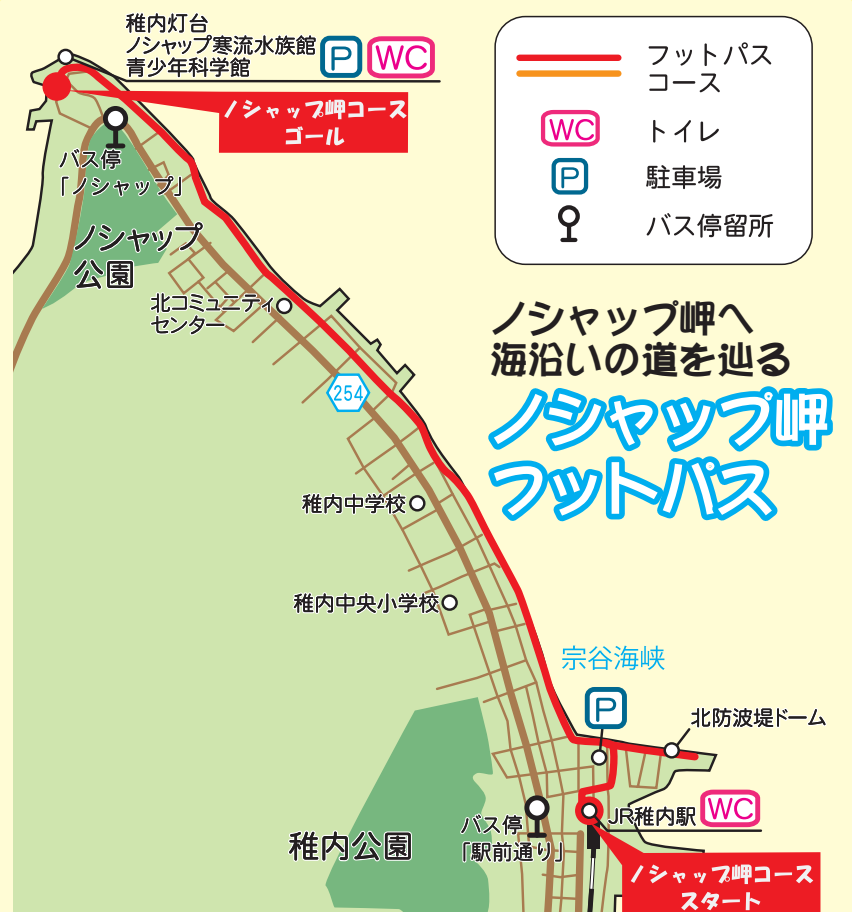 稚内灯台
ノシャップ寒流水族館
青少年科学館
P
WC
ノシャップ岬コース
ゴール
バス停
「ノシャップ」
ノシャップ
公園
北コミュニティ
センター
254
稚内中学校
稚内中央小学校
フットパス
コース
WC
トイレ
P
駐車場
バス停留所
ノシャップ岬へ
海沿いの道を辿る
ノシャップ岬
フットパス
宗谷海峡
P
北防波堤ドーム
JR稚内駅
WC
バス停
「駅前通り」
稚内公園
ノシャップ岬コース
スタート